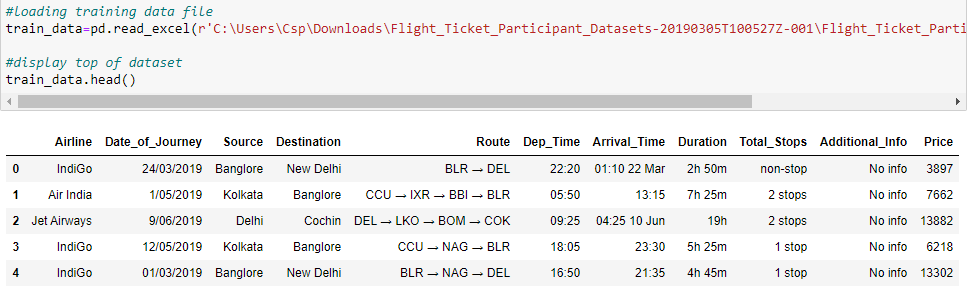 #loading training data file
train_data=pd.read_excel(r'C:\Users\Csp\Downloads\Flight_Ticket_Participant_Datasets-20190305T100527Z-001\Flight_Ticket_Parti
#display top of dataset
train_data.head()
Airline Date_of_Journey Source Destination Route Dep_Time Arrival_Time Duration Total_Stops Additional_Info Price
0 IndiGo 24/03/2019 Banglore New Delhi BLR → DEL 22:20 01:10 22 Mar 2h 50m non-stop No info 3897
1 Air India 1/05/2019 Kolkata Banglore CCU → IXR → BBI → BLR 05:50 13:15 7h 25m 2 stops No info 7662
2 Jet Airways 9/06/2019 Delhi Cochin DEL → LKO → BOM → COK 09:25 04:25 10 Jun 19h 2 stops No info 13882
3 IndiGo 12/05/2019 Kolkata Banglore CCU → NAG → BLR 18:05 23:30 5h 25m 1 stop No info 6218
4 IndiGo 01/03/2019 Banglore New Delhi BLR → NAG → DEL 16:50 21:35 4h 45m 1 stop No info 13302